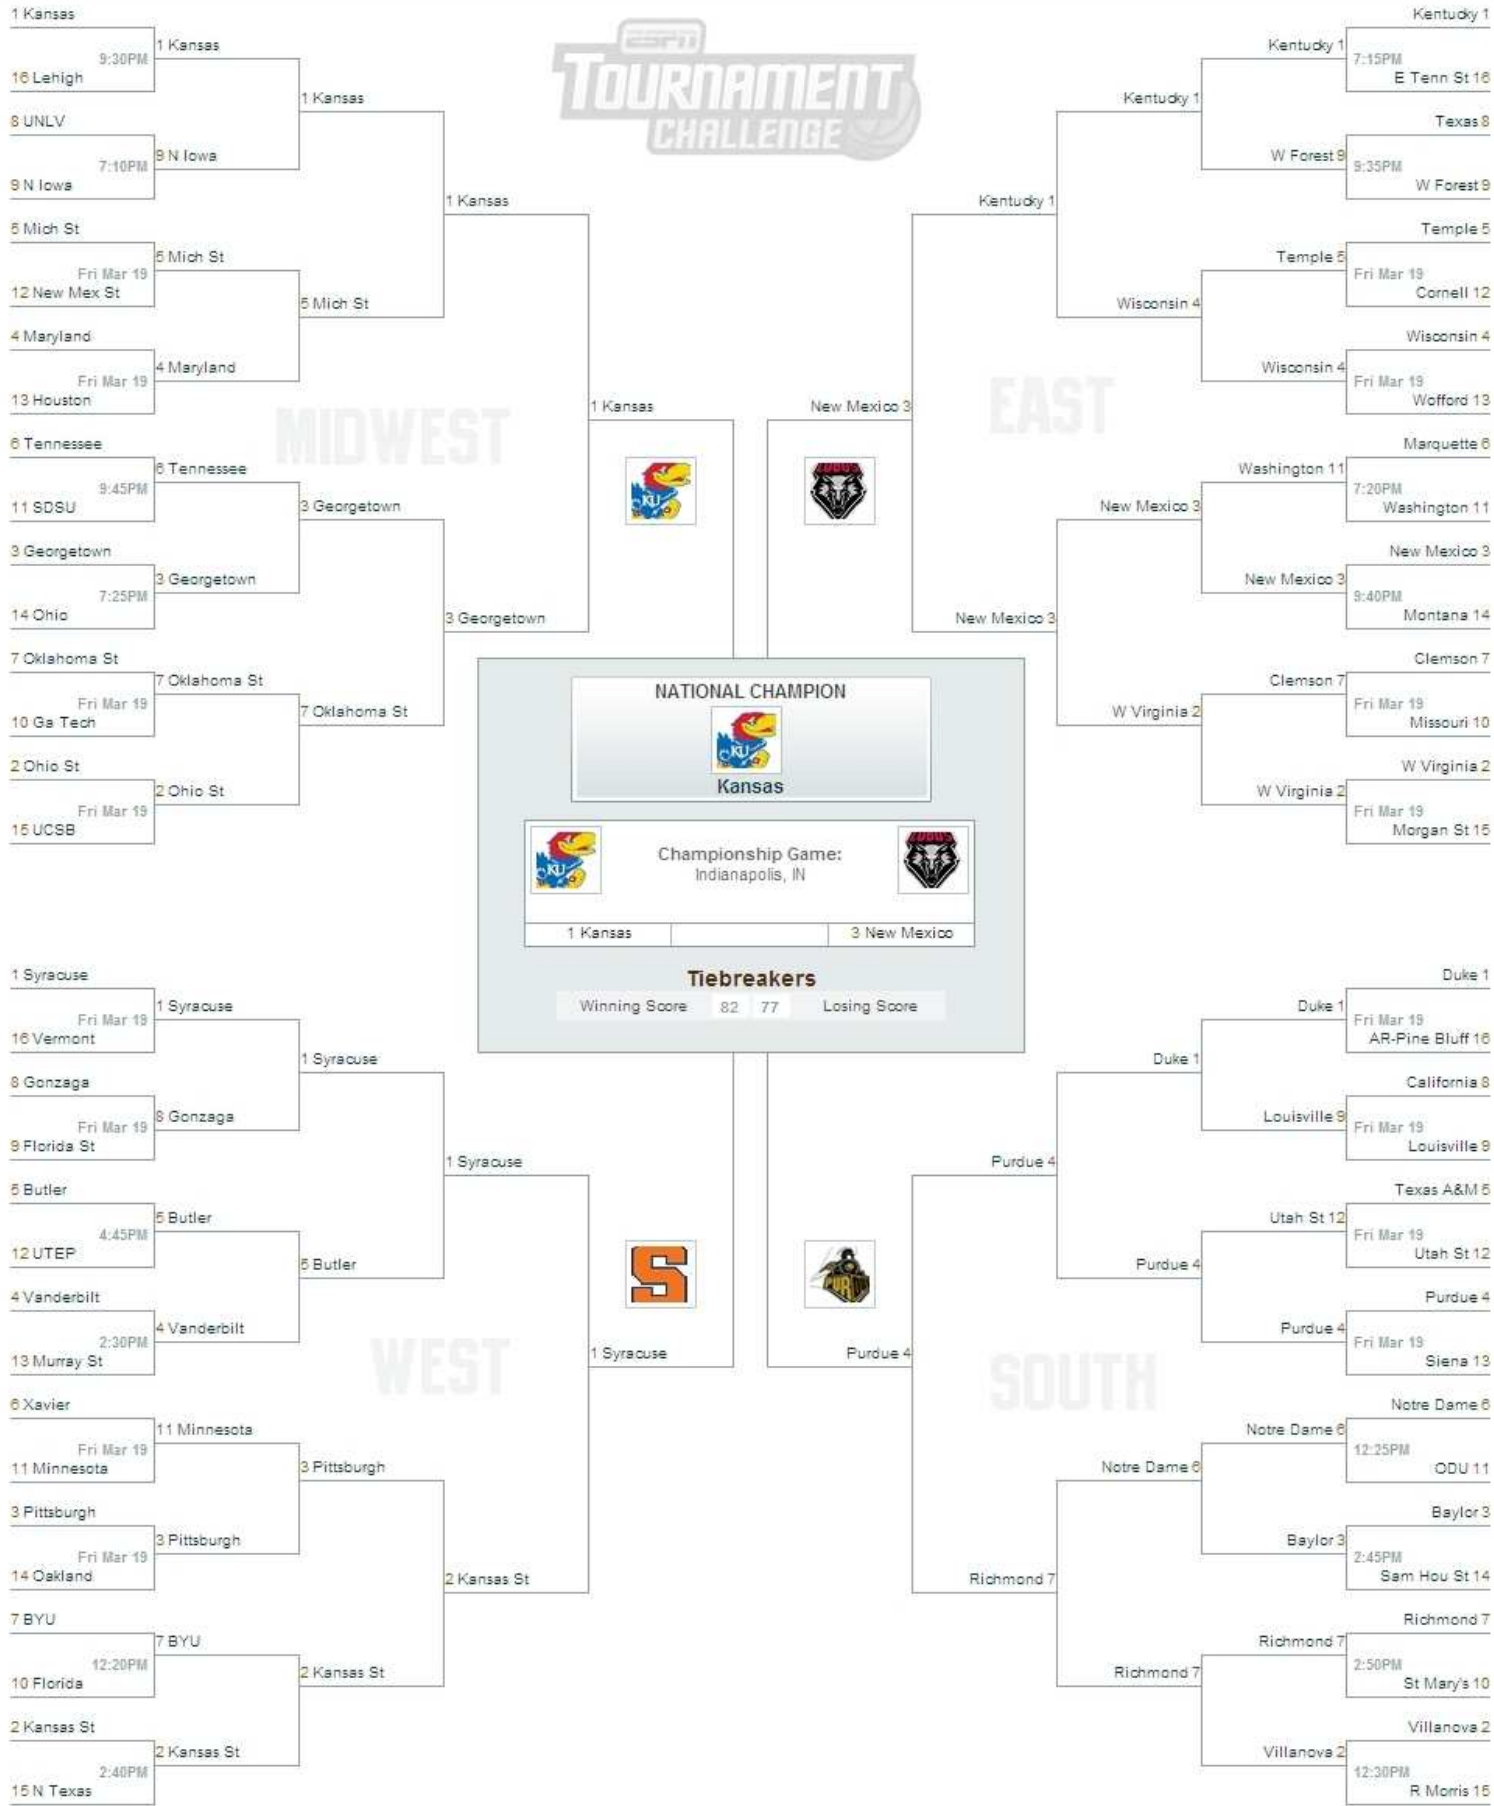 ESPN
TOURNAMENT
CHALLENGE
1 Kansas
9:30PM
16 Lehigh
8 UNLV
7:10PM
9 N Iowa
5 Mich St
Fri Mar 19
12 New Mex St
4 Maryland
Fri Mar 19
13 Houston
6 Tennessee
9:45PM
11 SDSU
3 Georgetown
7:25PM
14 Ohio
7 Oklahoma St
Fri Mar 19
10 Ga Tech
2 Ohio St
Fri Mar 19
15 UCSB
1 Kansas
9 N Iowa
5 Mich St
4 Maryland
6 Tennessee
3 Georgetown
7 Oklahoma St
2 Ohio St
1 Kansas
5 Mich St
3 Georgetown
7 Oklahoma St
1 Kansas
3 Georgetown
1 Kansas
MIDWEST
KU
Kentucky 1
7:15PM
E Tenn St 16
Texas 8
9:35PM
W Forest 9
Temple 5
Fri Mar 19
Cornell 12
Wisconsin 4
Fri Mar 19
Wofford 13
Marquette 6
7:20PM
Washington 11
New Mexico 3
9:40PM
Montana 14
Clemson 7
Fri Mar 19
Missouri 10
W Virginia 2
Fri Mar 19
Morgan St 15
Kentucky 1
W Forest 9
Temple 5
Wisconsin 4
Washington 11
New Mexico 3
Clemson 7
W Virginia 2
Kentucky 1
Wisconsin 4
New Mexico 3
W Virginia 2
Kentucky 1
New Mexico 3
New Mexico 3
EAST
LOBOS
NATIONAL CHAMPION
KU
Kansas
KU
Championship Game:
Indianapolis, IN
LOBOS
1 Kansas
3 New Mexico
Tiebreakers
Winning Score 82 77 Losing Score
1 Syracuse
Fri Mar 19
16 Vermont
8 Gonzaga
Fri Mar 19
9 Florida St
5 Butler
4:45PM
12 UTEP
4 Vanderbilt
2:30PM
13 Murray St
6 Xavier
Fri Mar 19
11 Minnesota
3 Pittsburgh
Fri Mar 19
14 Oakland
7 BYU
12:20PM
10 Florida
2 Kansas St
2:40PM
15 N Texas
1 Syracuse
8 Gonzaga
5 Butler
4 Vanderbilt
11 Minnesota
3 Pittsburgh
7 BYU
2 Kansas St
1 Syracuse
5 Butler
3 Pittsburgh
2 Kansas St
1 Syracuse
2 Kansas St
1 Syracuse
WEST
S
Duke 1
Fri Mar 19
AR-Pine Bluff 16
California 8
Fri Mar 19
Louisville 9
Texas A&M 5
Fri Mar 19
Utah St 12
Purdue 4
Fri Mar 19
Siena 13
Notre Dame 6
12:25PM
ODU 11
Baylor 3
2:45PM
Sam Hou St 14
Richmond 7
2:50PM
St Mary's 10
Villanova 2
12:30PM
R Morris 15
Duke 1
Louisville 9
Utah St 12
Purdue 4
Notre Dame 6
Baylor 3
Richmond 7
Villanova 2
Duke 1
Purdue 4
Notre Dame 6
Richmond 7
Purdue 4
Richmond 7
Purdue 4
SOUTH
PURDUE